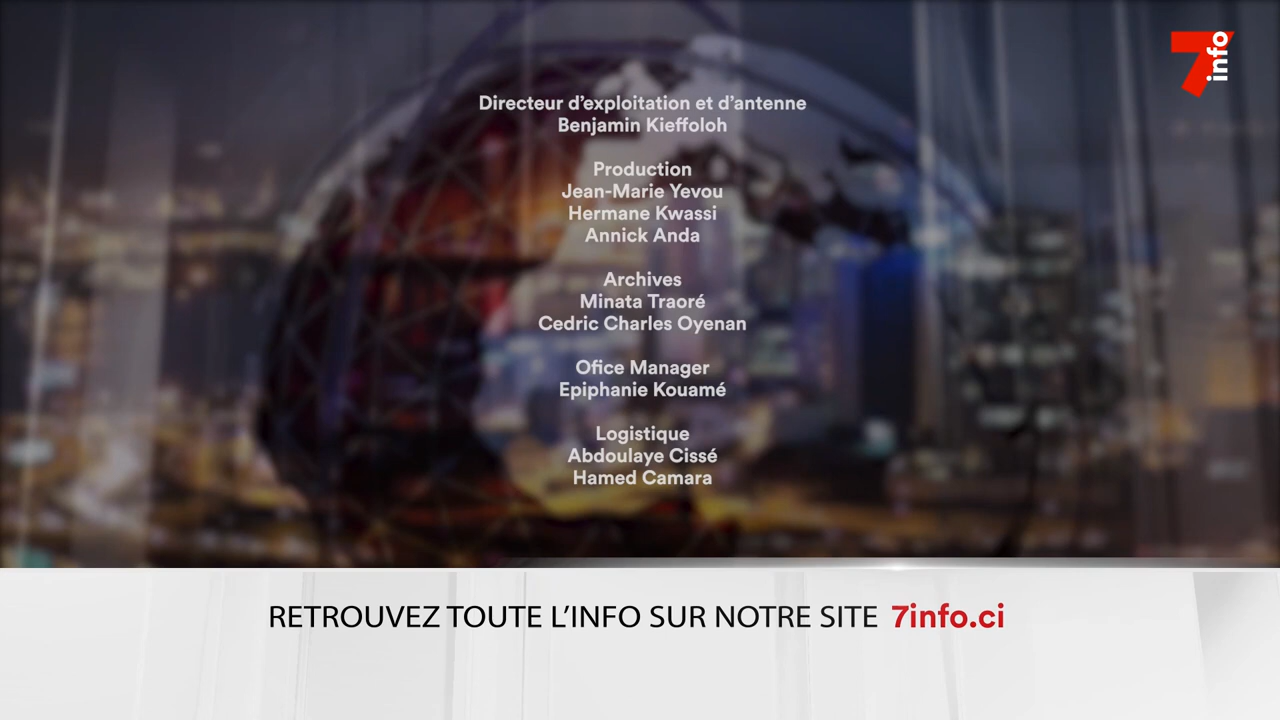 7info
Directeur d’exploitation et d’antenne
Benjamin Kieffoloh
Production
Jean-Marie Yevou
Hermane Kwassi
Annick Anda
Archives
Minata Traoré
Cedric Charles Oyenan
Ofice Manager
Epiphanie Kouamé
Logistique
Abdoulaye Cissé
Hamed Camara
RETROUVEZ TOUTE L’INFO SUR NOTRE SITE 7info.ci